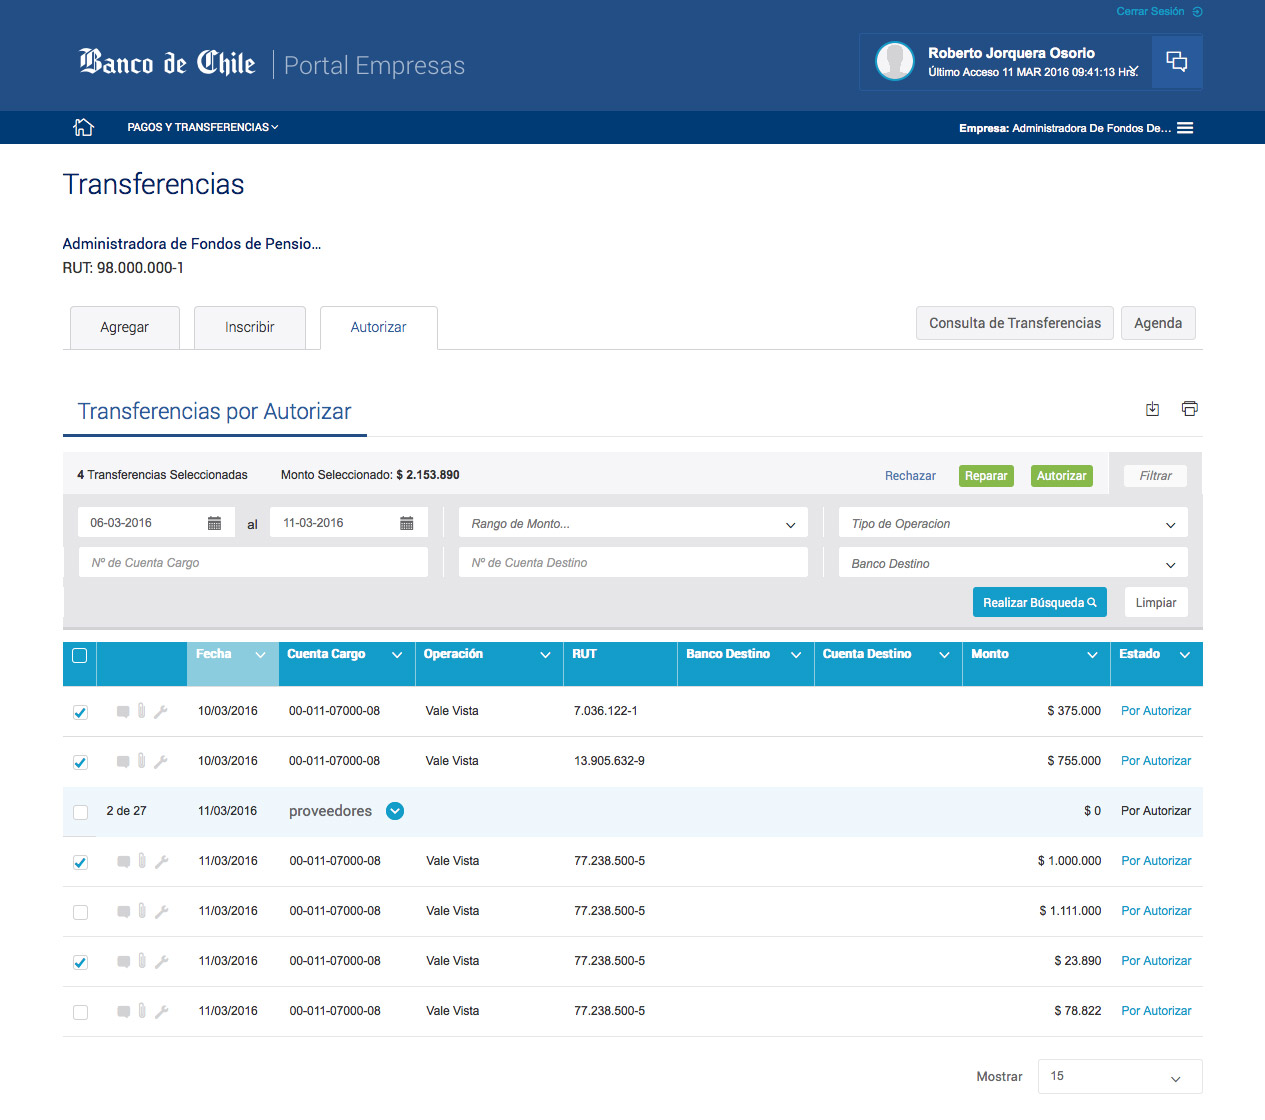 Cerrar Sesión
Banco de Chile Portal Empresas
Roberto Jorquera Osorio
Último Acceso 11 MAR 2016 09:41:13 Hrs.
PAGOS Y TRANSFERENCIAS
Empresa: Administradora De Fondos De...
Transferencias
Administradora de Fondos de Pensio...
RUT: 98.000.000-1
Agregar Inscribir Autorizar Consulta de Transferencias Agenda
Transferencias por Autorizar
4 Transferencias Seleccionadas Monto Seleccionado: $ 2.153.890 Rechazar Reparar Autorizar Filtrar
06-03-2016 al 11-03-2016 Rango de Monto... Tipo de Operacion
Nº de Cuenta Cargo Nº de Cuenta Destino Banco Destino
Realizar Búsqueda Limpiar
Fecha Cuenta Cargo Operación RUT Banco Destino Cuenta Destino Monto Estado
10/03/2016 00-011-07000-08 Vale Vista 7.036.122-1 $ 375.000 Por Autorizar
10/03/2016 00-011-07000-08 Vale Vista 13.905.632-9 $ 755.000 Por Autorizar
2 de 27 11/03/2016 proveedores $ 0 Por Autorizar
11/03/2016 00-011-07000-08 Vale Vista 77.238.500-5 $ 1.000.000 Por Autorizar
11/03/2016 00-011-07000-08 Vale Vista 77.238.500-5 $ 1.111.000 Por Autorizar
11/03/2016 00-011-07000-08 Vale Vista 77.238.500-5 $ 23.890 Por Autorizar
11/03/2016 00-011-07000-08 Vale Vista 77.238.500-5 $ 78.822 Por Autorizar
Mostrar 15